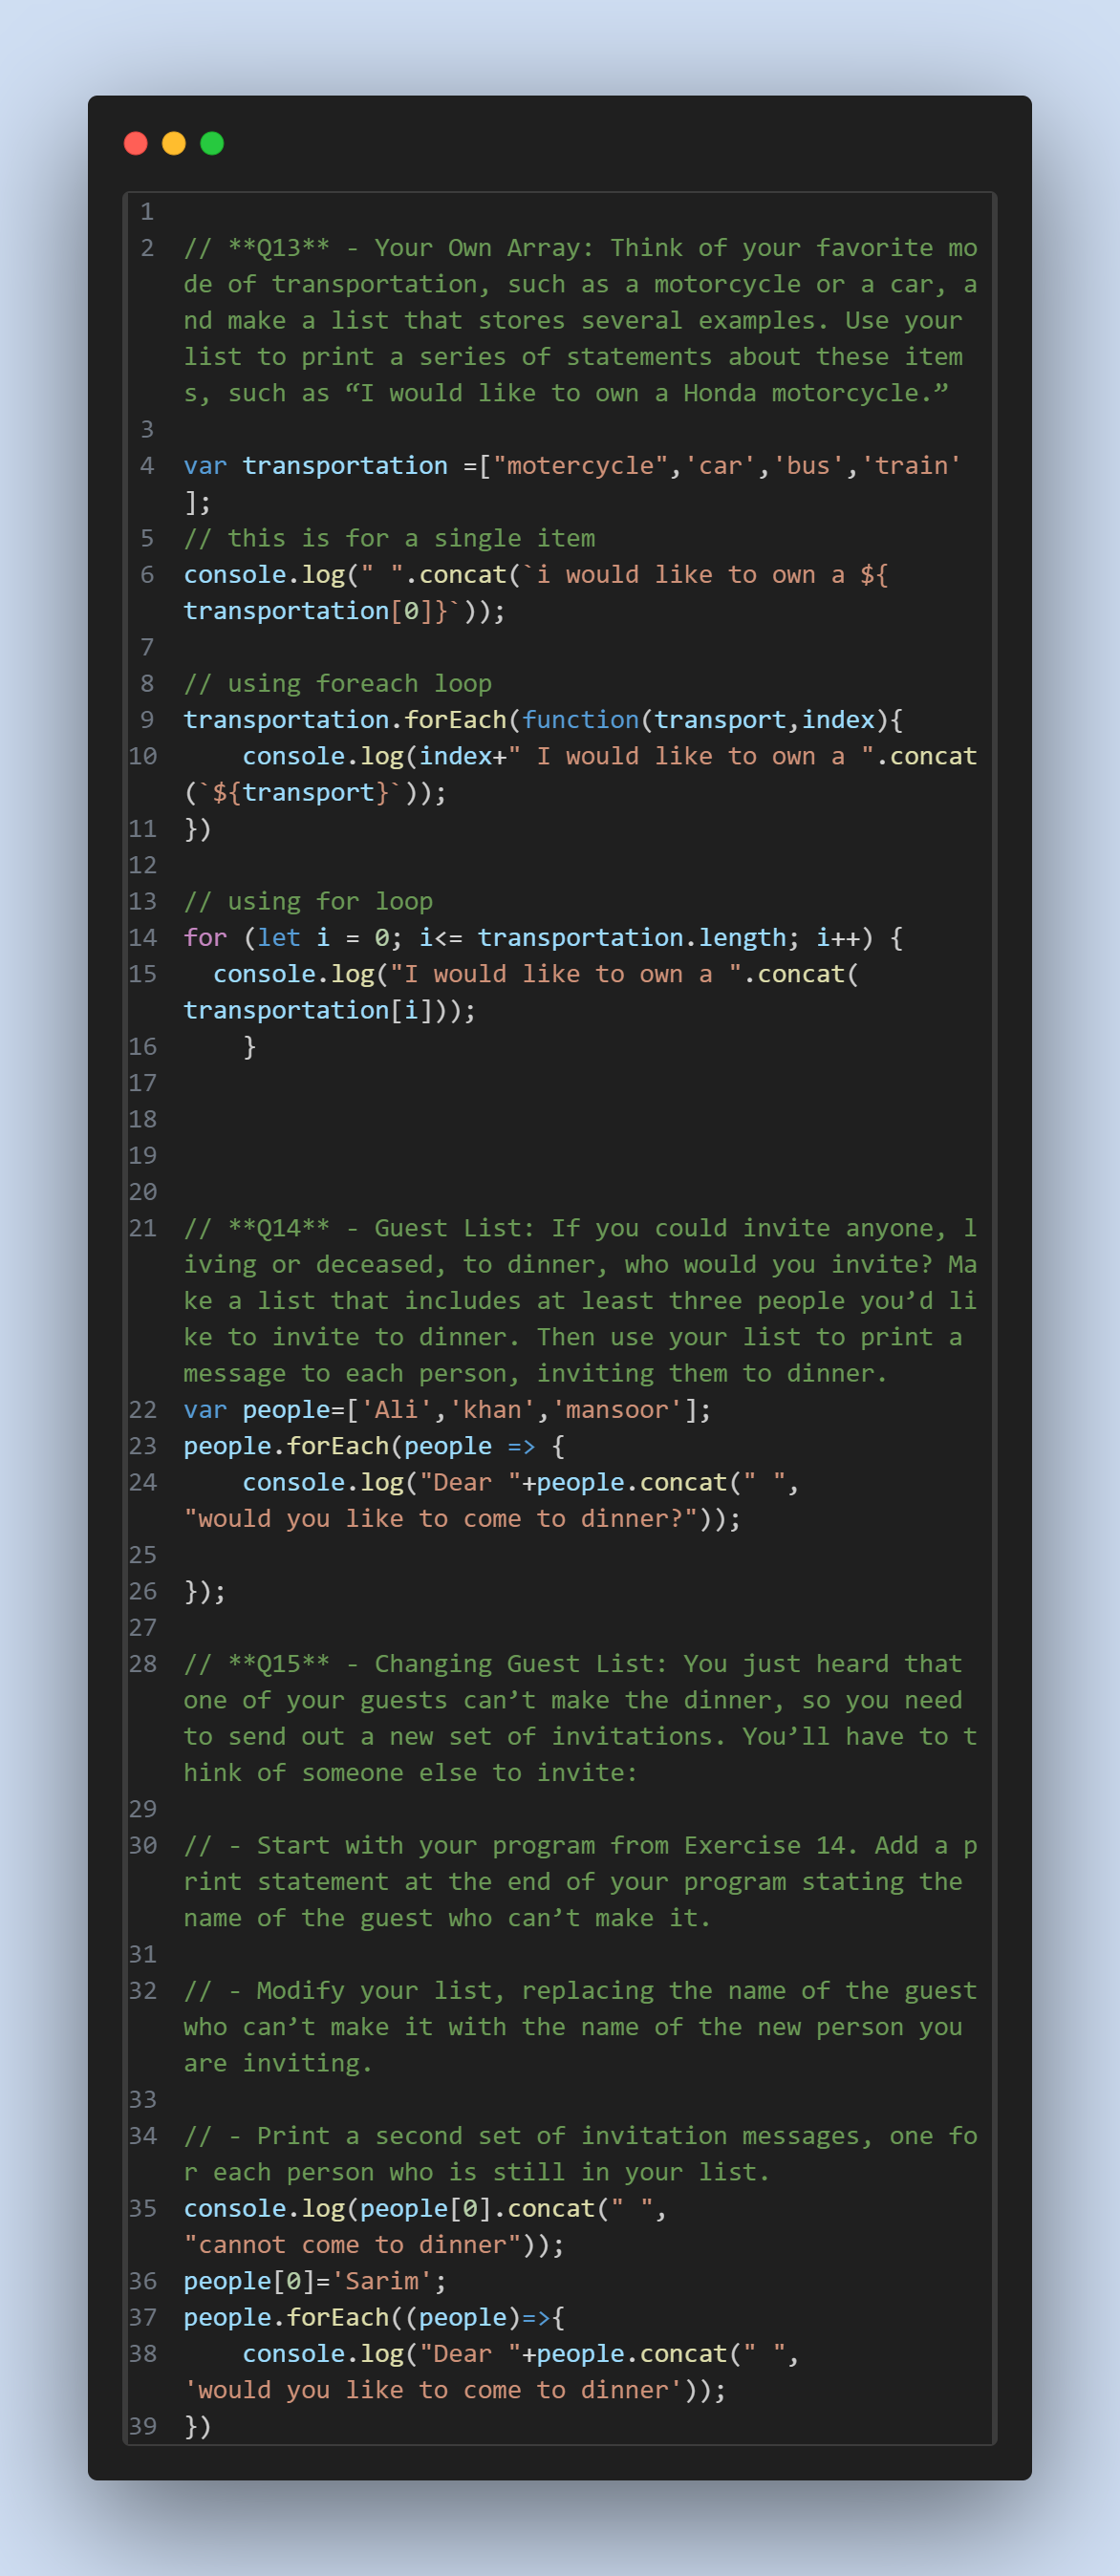 1
2 // **Q13** - Your Own Array: Think of your favorite mo
de of transportation, such as a motorcycle or a car, a
nd make a list that stores several examples. Use your
list to print a series of statements about these item
s, such as “I would like to own a Honda motorcycle.”
3
4 var transportation =["motercycle",'car','bus','train'
];
5 // this is for a single item
6 console.log(" ".concat(`i would like to own a ${
transportation[0]}`));
7
8 // using foreach loop
9 transportation.forEach(function(transport,index){
10     console.log(index+" I would like to own a ".concat
(`${transport}`));
11 })
12
13 // using for loop
14 for (let i = 0; i<= transportation.length; i++) {
15   console.log("I would like to own a ".concat(
transportation[i]));
16     }
17
18
19
20
21 // **Q14** - Guest List: If you could invite anyone, l
iving or deceased, to dinner, who would you invite? Ma
ke a list that includes at least three people you’d li
ke to invite to dinner. Then use your list to print a
message to each person, inviting them to dinner.
22 var people=['Ali','khan','mansoor'];
23 people.forEach(people => {
24     console.log("Dear "+people.concat(" ",
"would you like to come to dinner?"));
25
26 });
27
28 // **Q15** - Changing Guest List: You just heard that
one of your guests can’t make the dinner, so you need
to send out a new set of invitations. You’ll have to t
hink of someone else to invite:
29
30 // - Start with your program from Exercise 14. Add a p
rint statement at the end of your program stating the
name of the guest who can’t make it.
31
32 // - Modify your list, replacing the name of the guest
who can’t make it with the name of the new person you
are inviting.
33
34 // - Print a second set of invitation messages, one fo
r each person who is still in your list.
35 console.log(people[0].concat(" ",
"cannot come to dinner"));
36 people[0]='Sarim';
37 people.forEach((people)=>{
38     console.log("Dear "+people.concat(" ",
'would you like to come to dinner'));
39 })